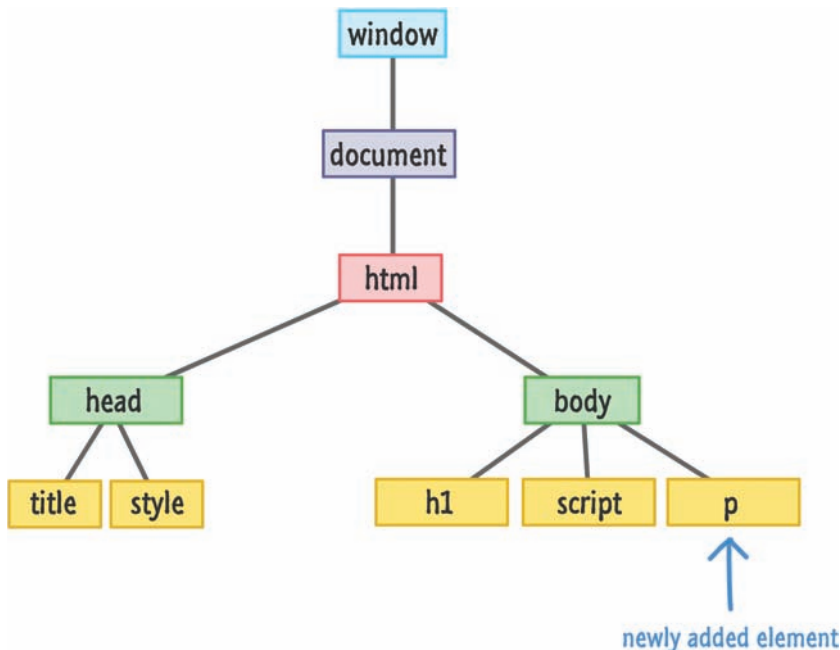 window
document
html
head body
title style h1 script p
newly added element